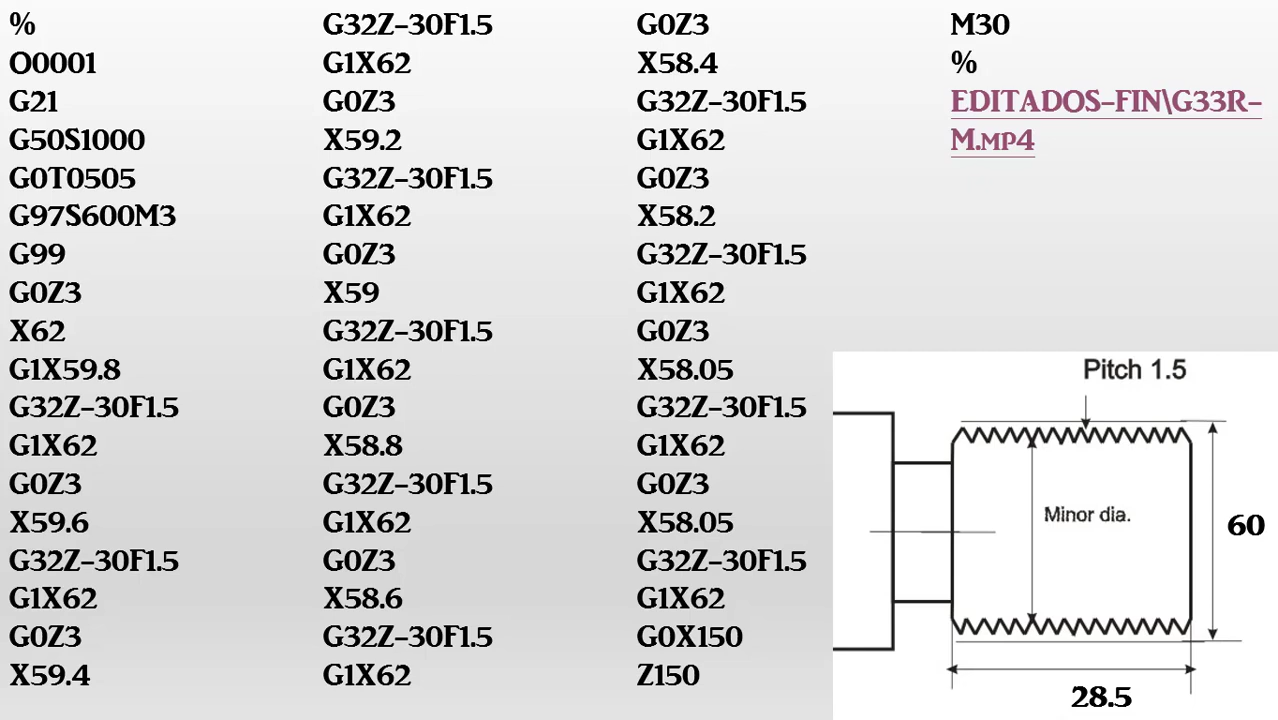 %
O0001
G21
G50S1000
G0T0505
G97S600M3
G99
G0Z3
X62
G1X59.8
G32Z-30F1.5
G1X62
G0Z3
X59.6
G32Z-30F1.5
G1X62
G0Z3
X59.4
G32Z-30F1.5
G1X62
G0Z3
X59.2
G32Z-30F1.5
G1X62
G0Z3
X59
G32Z-30F1.5
G1X62
G0Z3
X58.8
G32Z-30F1.5
G1X62
G0Z3
X58.6
G32Z-30F1.5
G1X62
G0Z3
X58.4
G32Z-30F1.5
G1X62
G0Z3
X58.2
G32Z-30F1.5
G1X62
G0Z3
X58.05
G32Z-30F1.5
G1X62
G0Z3
X58.05
G32Z-30F1.5
G1X62
G0X150
Z150
M30
%
EDITADOS-FIN\G33R-
M.MP4
Pitch 1.5
Minor dia.
60
28.5